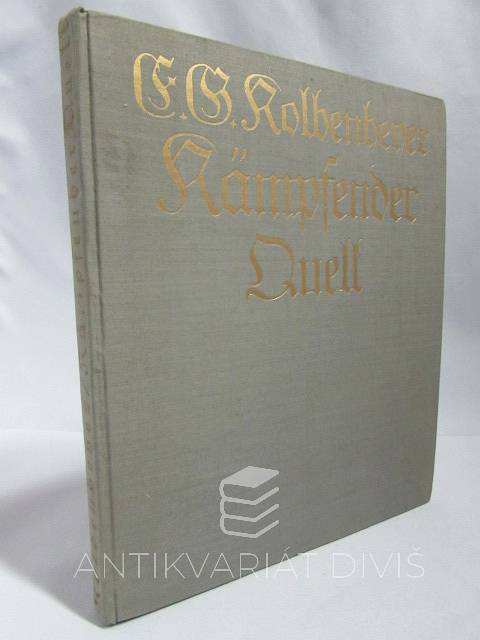 E.G. Kolbenheyer
Kämpfender
Quell
ANTIKVARIÁT DIVIŠ